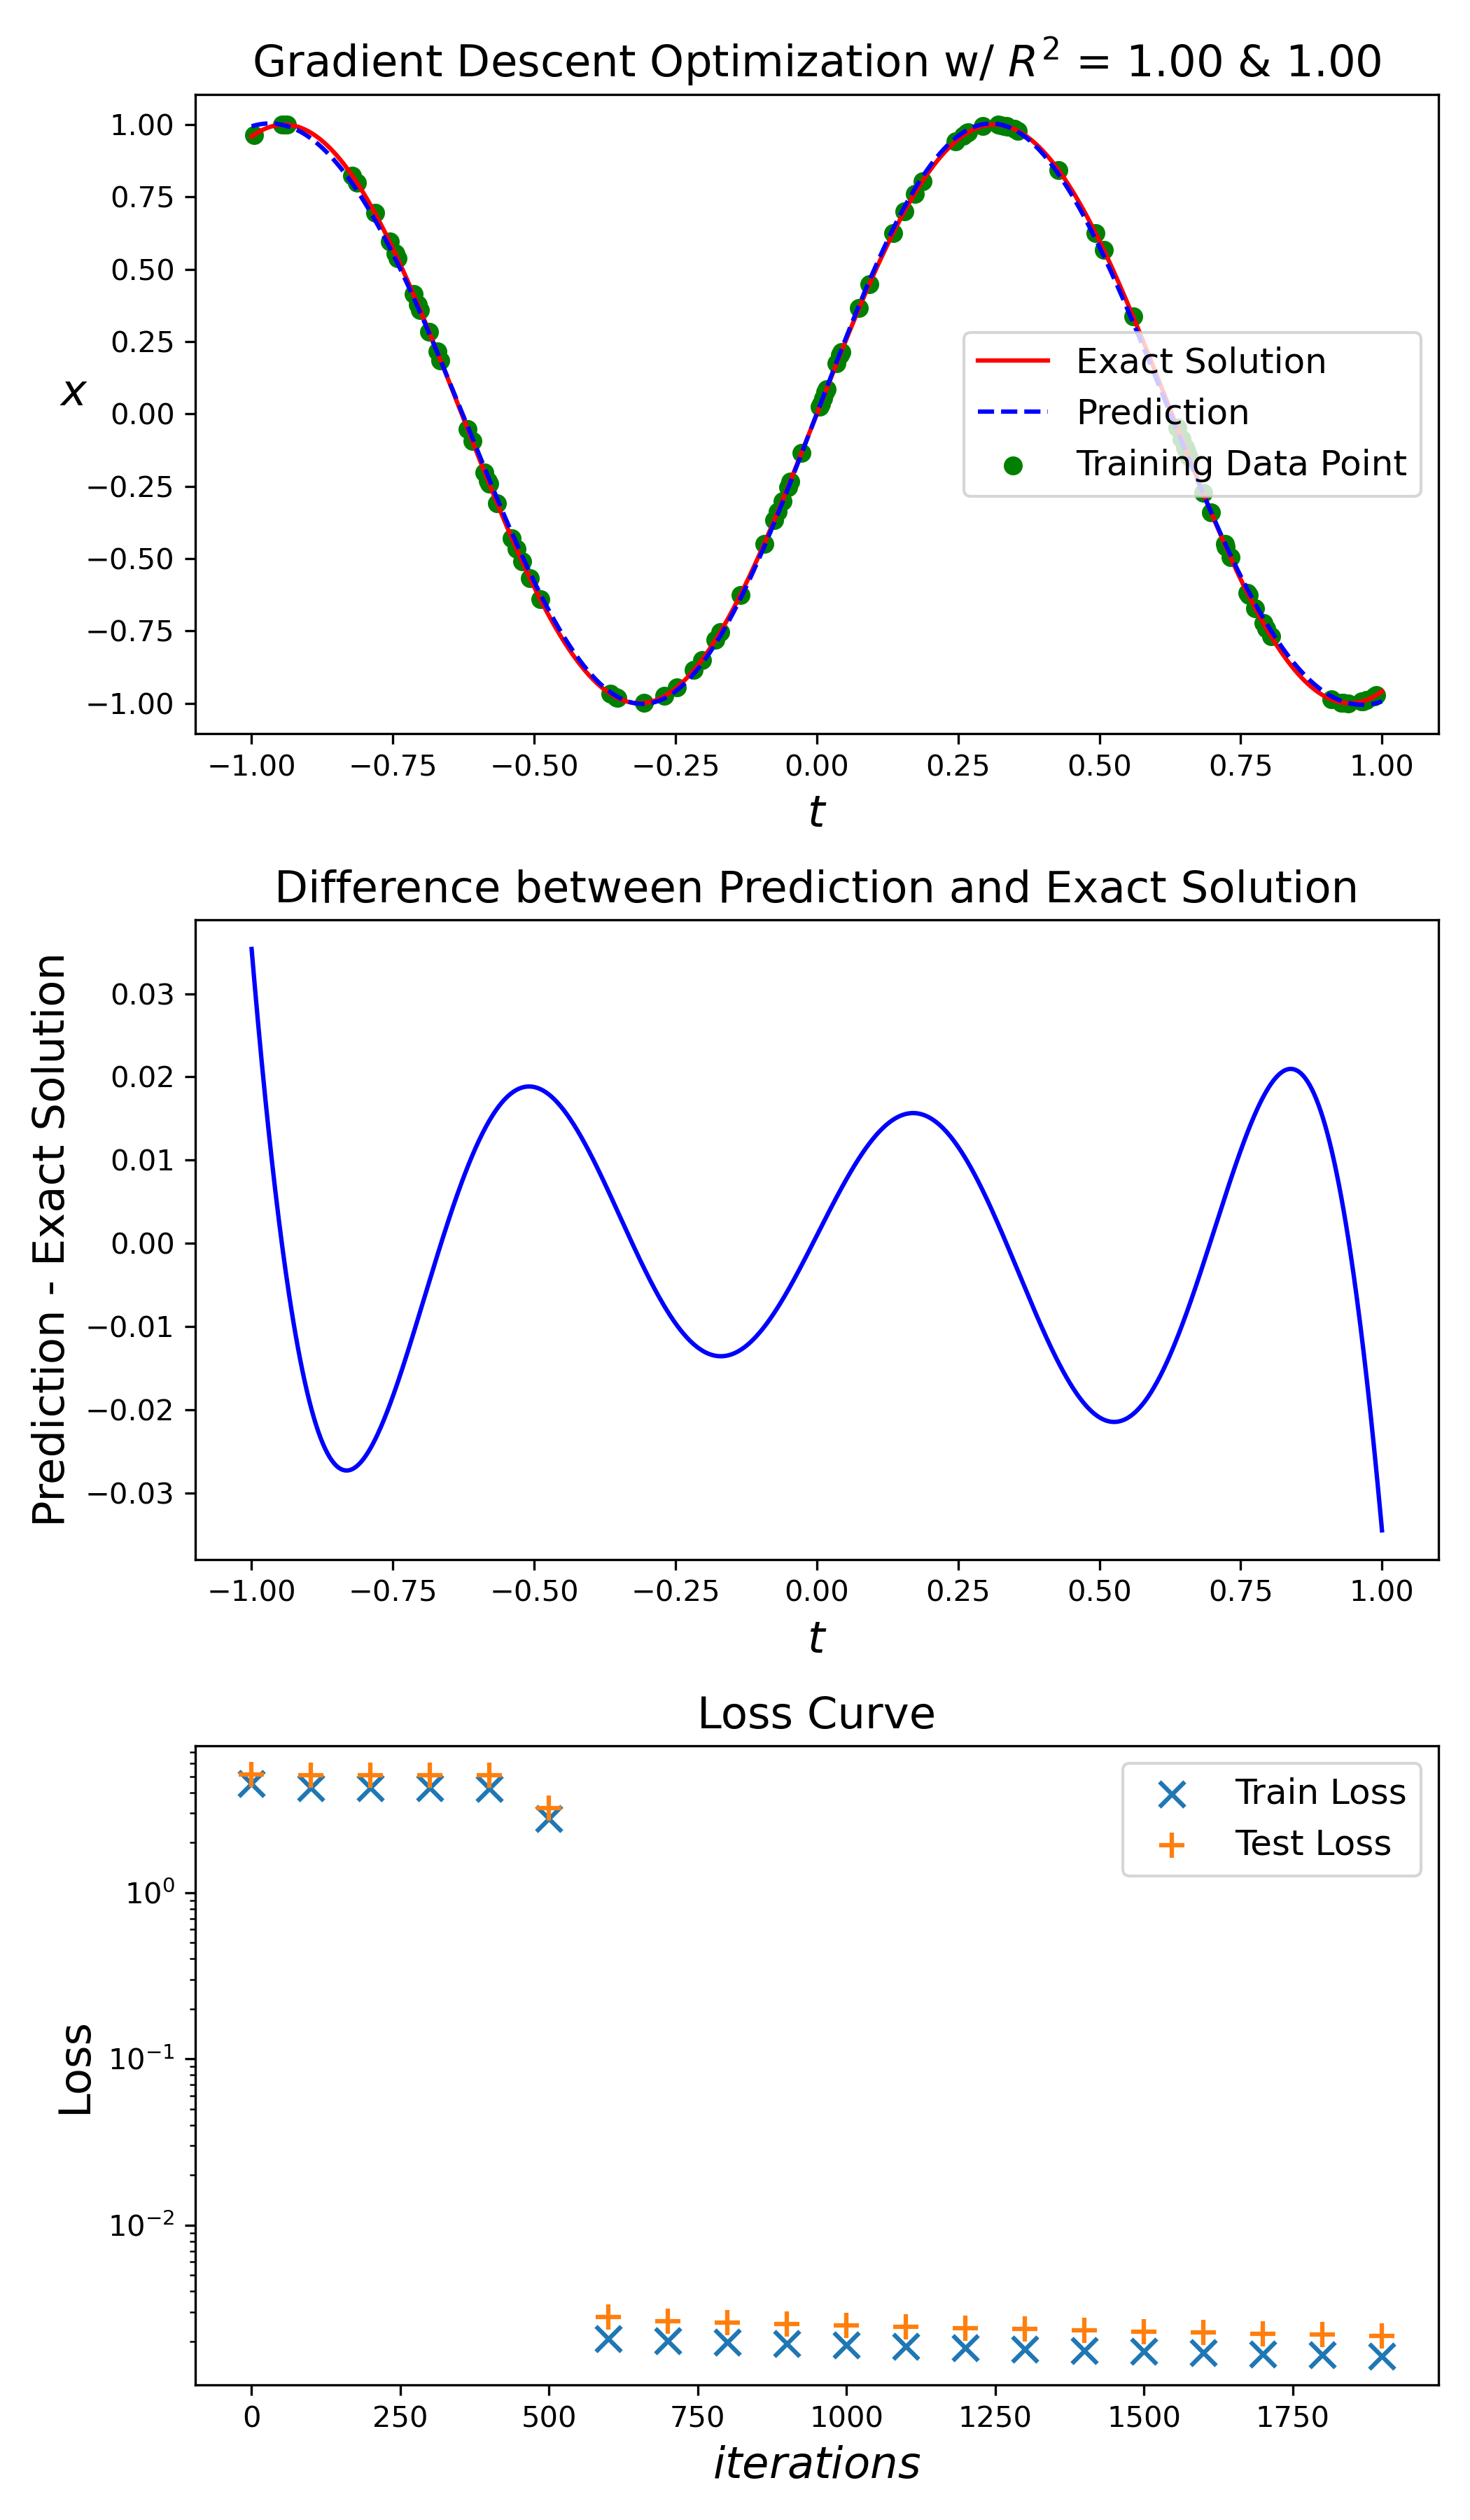 Gradient Descent Optimization w/ R² = 1.00 & 1.00
1.00
0.75
0.50
0.25
0.00
−0.25
−0.50
−0.75
−1.00
x
Exact Solution
Prediction
Training Data Point
−1.00 −0.75 −0.50 −0.25 0.00 0.25 0.50 0.75 1.00
t
Difference between Prediction and Exact Solution
Prediction - Exact Solution
0.03
0.02
0.01
0.00
−0.01
−0.02
−0.03
−1.00 −0.75 −0.50 −0.25 0.00 0.25 0.50 0.75 1.00
t
Loss Curve
Train Loss
Test Loss
Loss
10⁰
10⁻¹
10⁻²
0 250 500 750 1000 1250 1500 1750
iterations